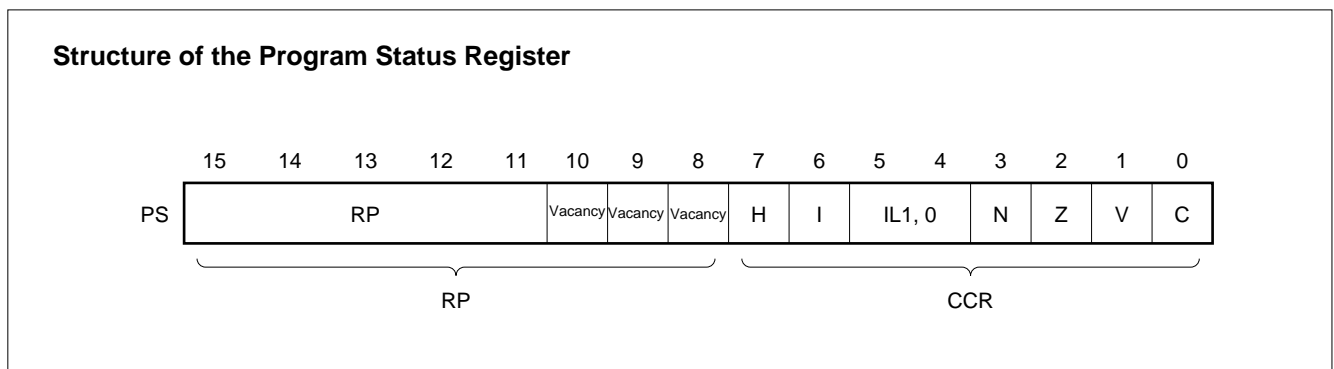 Structure of the Program Status Register
15 14 13 12 11 10 9 8 7 6 5 4 3 2 1 0
PS RP Vacancy Vacancy Vacancy H I IL1, 0 N Z V C
RP CCR